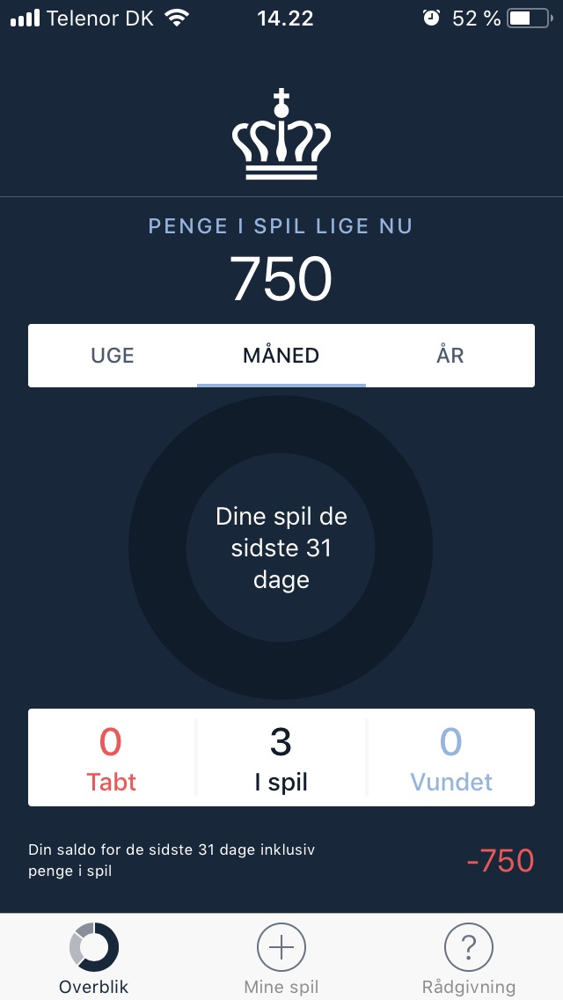 Telenor DK 14.22 52 %
PENGE I SPIL LIGE NU
750
UGE MÅNED ÅR
Dine spil de
sidste 31
dage
0 3 0
Tabt I spil Vundet
Din saldo for de sidste 31 dage inklusiv
penge i spil
-750
?
Overblik Mine spil Rådgivning